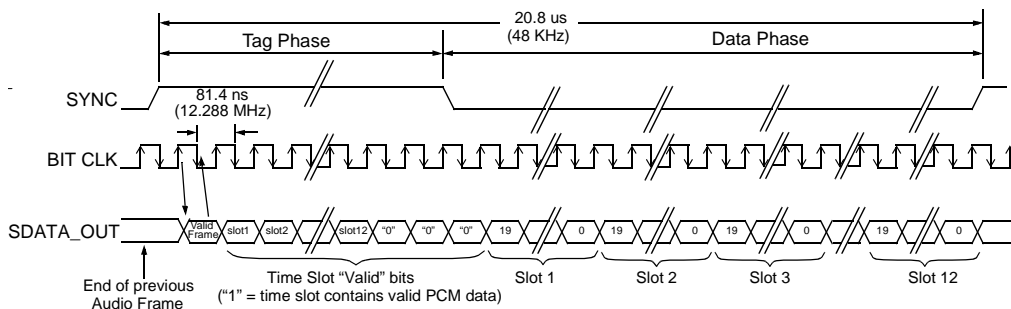 20.8 us
(48 KHz)
Tag Phase
Data Phase
SYNC
81.4 ns
(12.288 MHz)
BIT CLK
SDATA_OUT
Valid
Frame
slot1
slot2
slot12
"0"
"0"
"0"
19
0
19
0
19
0
19
0
End of previous
Audio Frame
Time Slot “Valid” bits
(“1” = time slot contains valid PCM data)
Slot 1
Slot 2
Slot 3
Slot 12